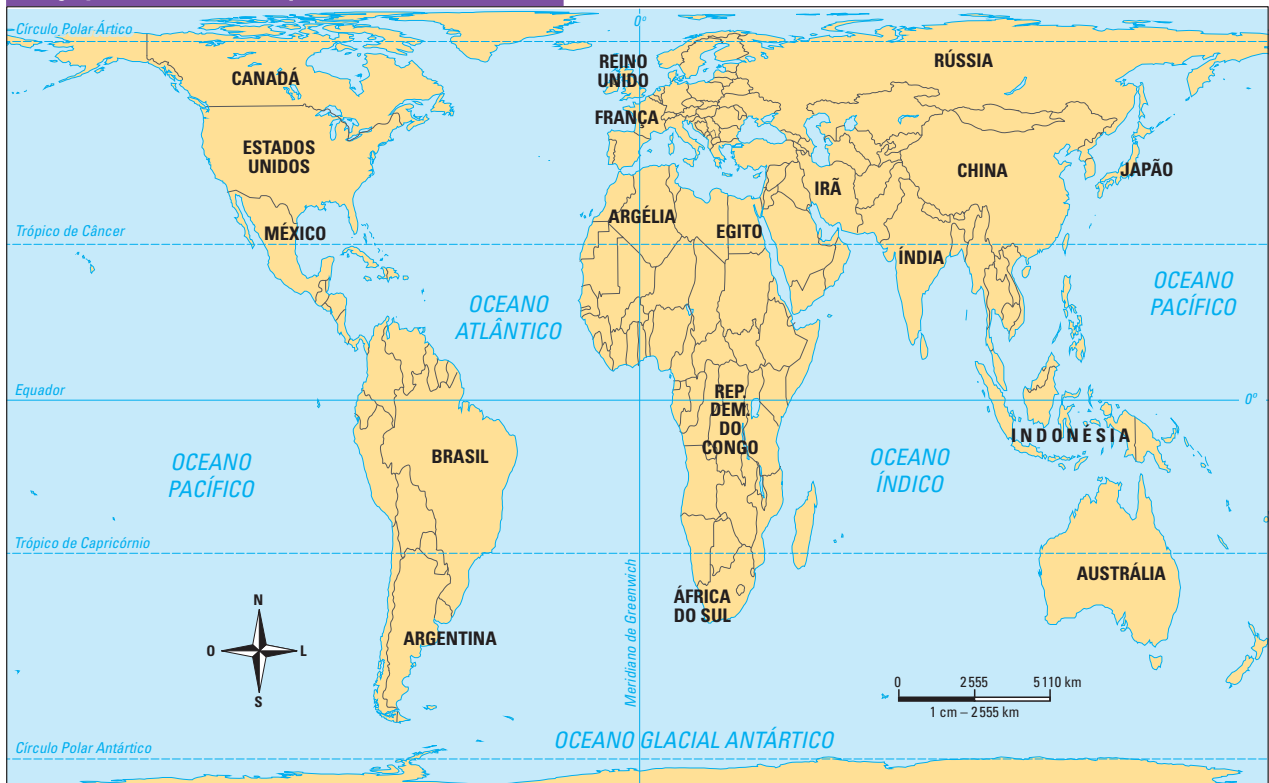 Círculo Polar Ártico
0º
CANADÁ
REINO
UNIDO
RÚSSIA
FRANÇA
ESTADOS
UNIDOS
IRÃ
CHINA
JAPÃO
ARGÉLIA
EGITO
MÉXICO
Trópico de Câncer
ÍNDIA
OCEANO
ATLÂNTICO
OCEANO
PACÍFICO
Equador
0º
REP.
DEM.
DO
CONGO
INDONÉSIA
BRASIL
OCEANO
PACÍFICO
OCEANO
ÍNDICO
Trópico de Capricórnio
Meridiano de Greenwich
AUSTRÁLIA
ÁFRICA
DO SUL
ARGENTINA
N
O L
S
0 2555 5110 km
1 cm – 2555 km
OCEANO GLACIAL ANTÁRTICO
Círculo Polar Antártico